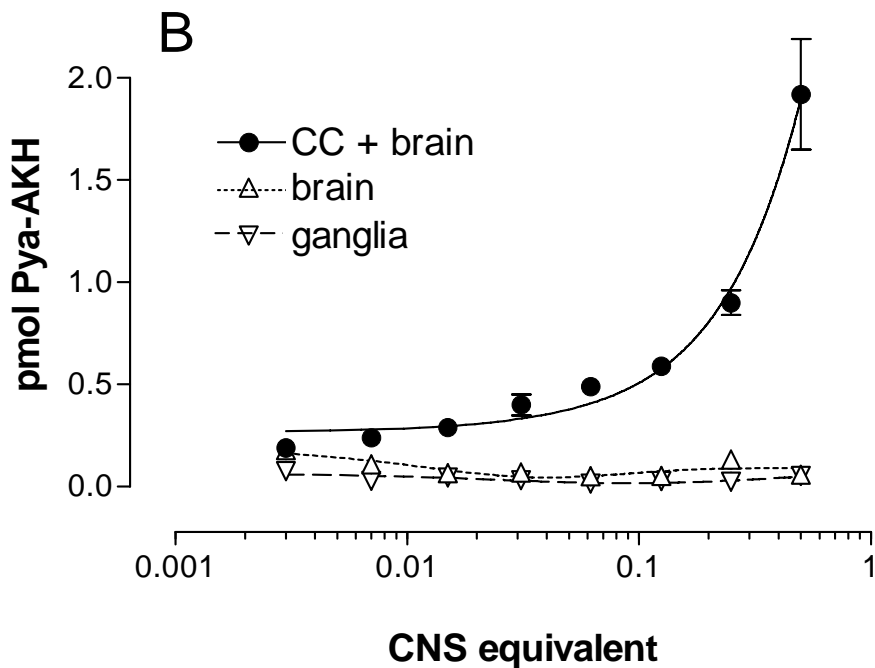 B
pmol Pya-AKH
2.0
1.5
1.0
0.5
0.0
CC + brain
brain
ganglia
0.001
0.01
0.1
1
CNS equivalent